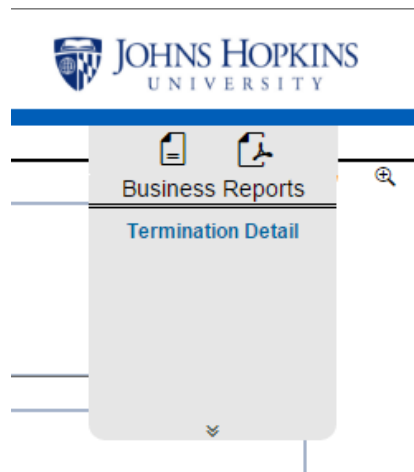 JOHNS HOPKINS
UNIVERSITY
Business Reports
Termination Detail